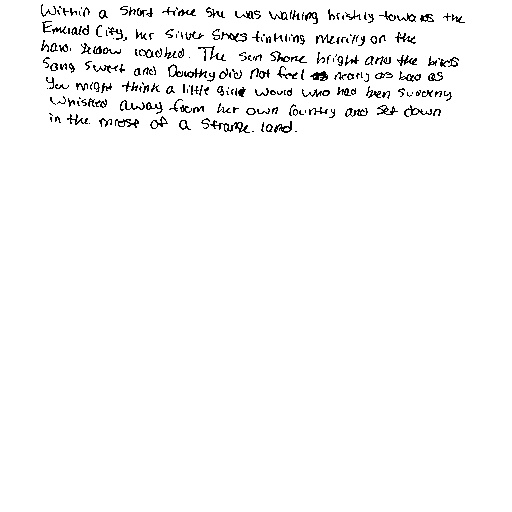 Within a short time she was walking briskly towards the
Emerald City, her Silver Shoes tinkling merrily on the
hard yellow roadbed. The sun shone bright and the birds
sang sweet and Dorothy did not feel nearly as bad as
you might think a little girl would who had been suddenly
whisked away from her own country and set down
in the midst of a strange land.